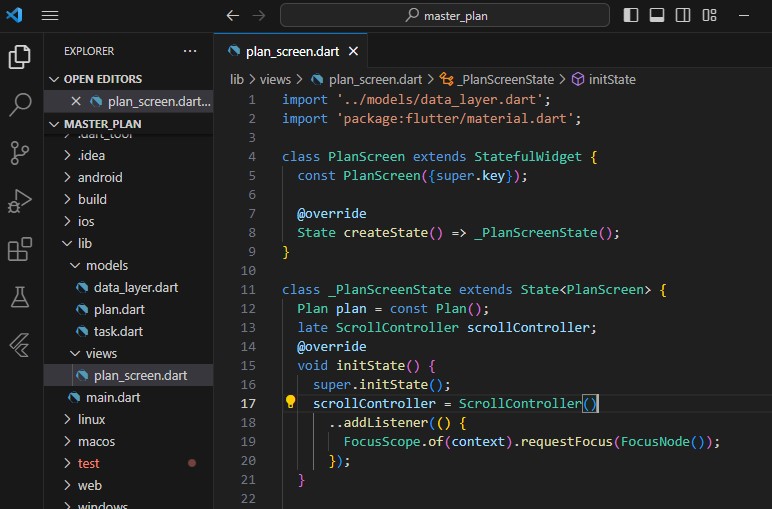 master_plan
EXPLORER ...
plan_screen.dart
OPEN EDITORS
plan_screen.dart...
MASTER_PLAN
.dart_tool
.idea
android
build
ios
lib
models
data_layer.dart
plan.dart
task.dart
views
plan_screen.dart
main.dart
linux
macos
test
web
windows
lib > views > plan_screen.dart > _PlanScreenState > initState
1 import '../models/data_layer.dart';
2 import 'package:flutter/material.dart';
3
4 class PlanScreen extends StatefulWidget {
5 const PlanScreen({super.key});
6
7 @override
8 State createState() => _PlanScreenState();
9 }
10
11 class _PlanScreenState extends State<PlanScreen> {
12 Plan plan = const Plan();
13 late ScrollController scrollController;
14 @override
15 void initState() {
16 super.initState();
17 scrollController = ScrollController()
18 ..addListener(() {
19 FocusScope.of(context).requestFocus(FocusNode());
20 });
21 }
22